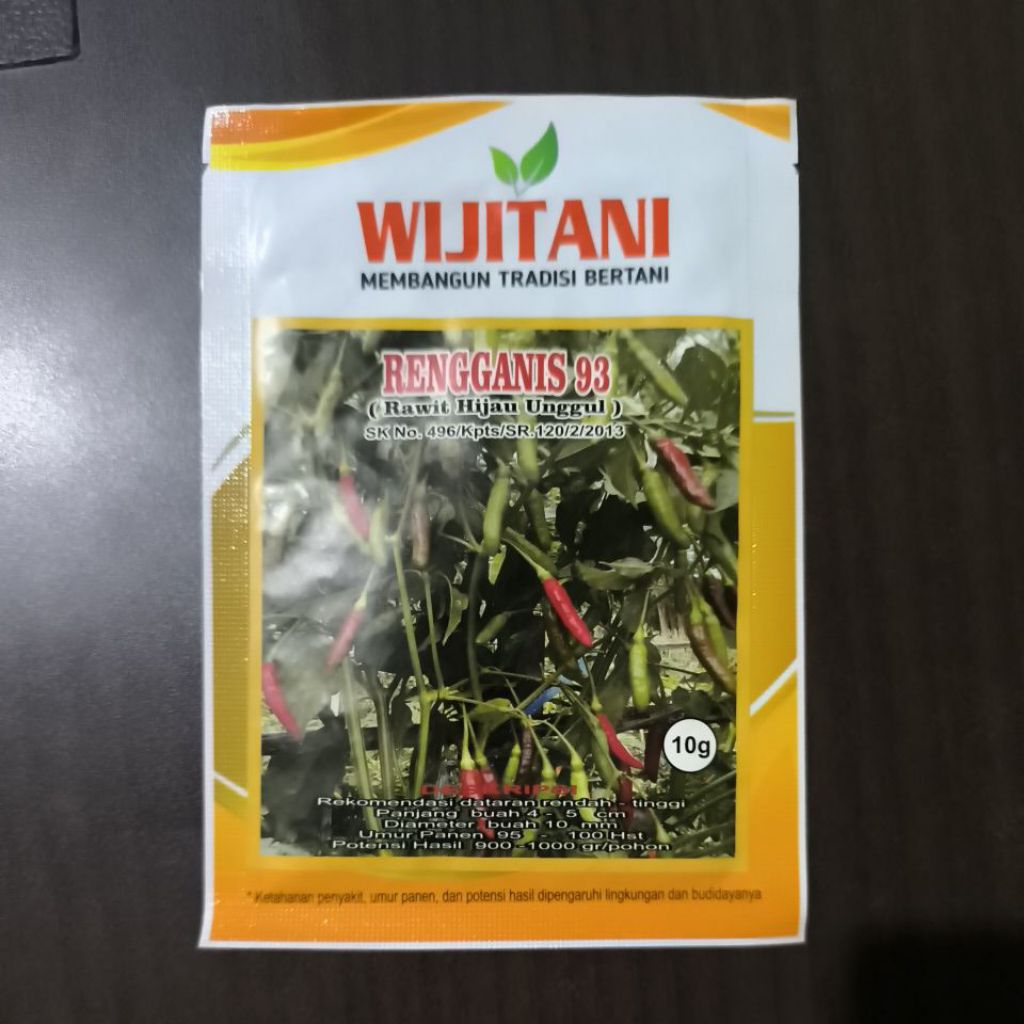 WIJITANI
MEMBANGUN TRADISI BERTANI
RENGGANIS 93
( Rawit Hijau Unggul )
SK No. 496/Kpts/SR.120/2/2013
10g
DESKRIPSI
Rekomendasi dataran rendah - tinggi
Panjang buah 4 - 5 cm
Diameter buah 10 mm
Umur Panen 95 - 100 Hst
Potensi Hasil 900 -1000 gr/pohon
* Ketahanan penyakit, umur panen, dan potensi hasil dipengaruhi lingkungan dan budidayanya